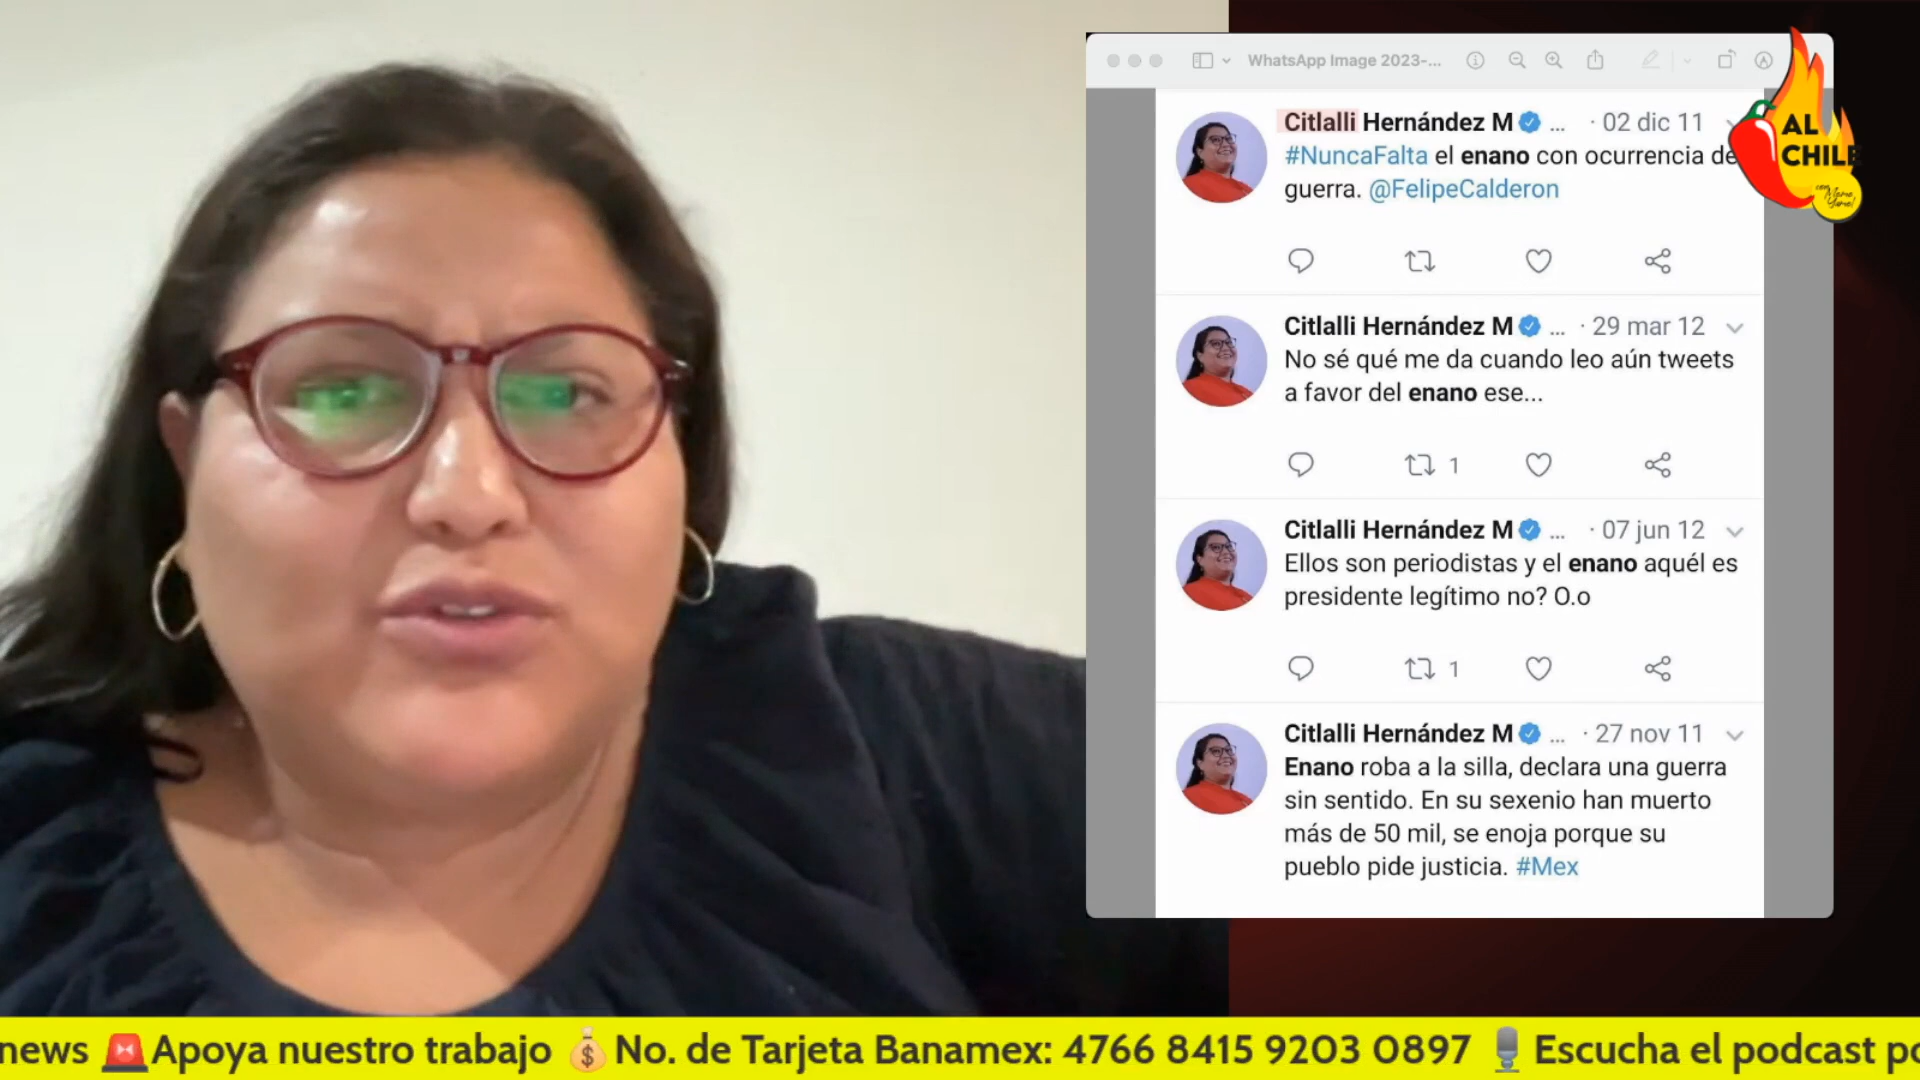 WhatsApp Image 2023-...
Citlalli Hernández M ... · 02 dic 11
#NuncaFalta el enano con ocurrencia de
guerra. @FelipeCalderon
Citlalli Hernández M ... · 29 mar 12
No sé qué me da cuando leo aún tweets
a favor del enano ese...
1
Citlalli Hernández M ... · 07 jun 12
Ellos son periodistas y el enano aquél es
presidente legítimo no? O.o
1
Citlalli Hernández M ... · 27 nov 11
Enano roba a la silla, declara una guerra
sin sentido. En su sexenio han muerto
más de 50 mil, se enoja porque su
pueblo pide justicia. #Mex
AL
CHILE
con
news 🚨Apoya nuestro trabajo 💰No. de Tarjeta Banamex: 4766 8415 9203 0897 🎙️Escucha el podcast po